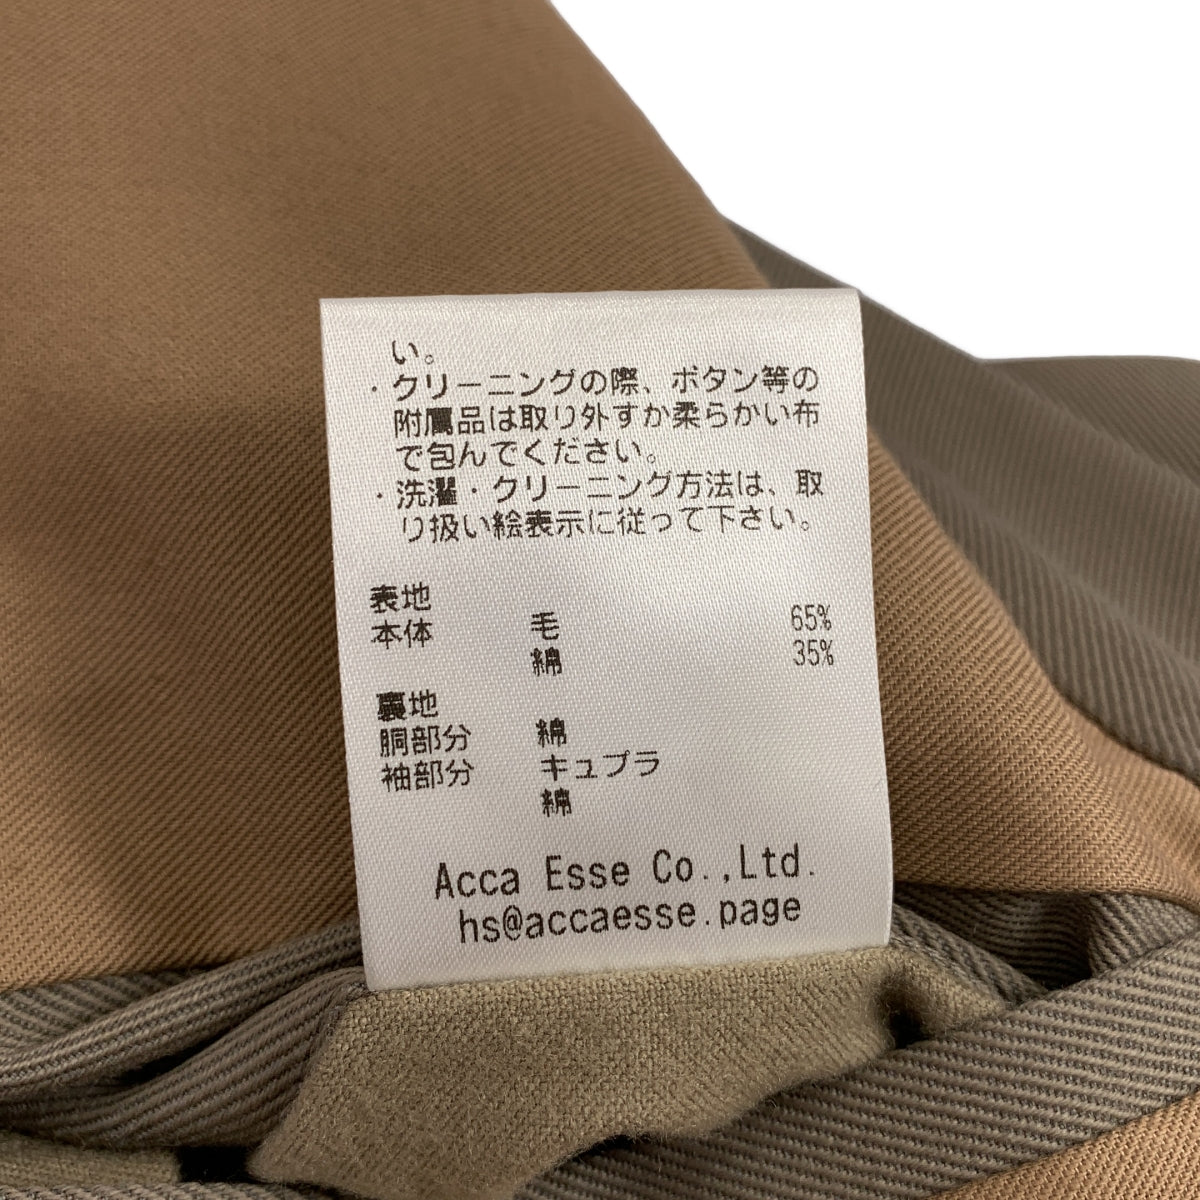 い。
・クリーニングの際、ボタン等の
附属品は取り外すか柔らかい布
で包んでください。
・洗濯・クリーニング方法は、取
り扱い絵表示に従って下さい。
表地
本体 毛 65%
綿 35%
裏地
胴部分 綿
袖部分 キュプラ
綿
Acca Esse Co.,Ltd.
hs@accaesse.page